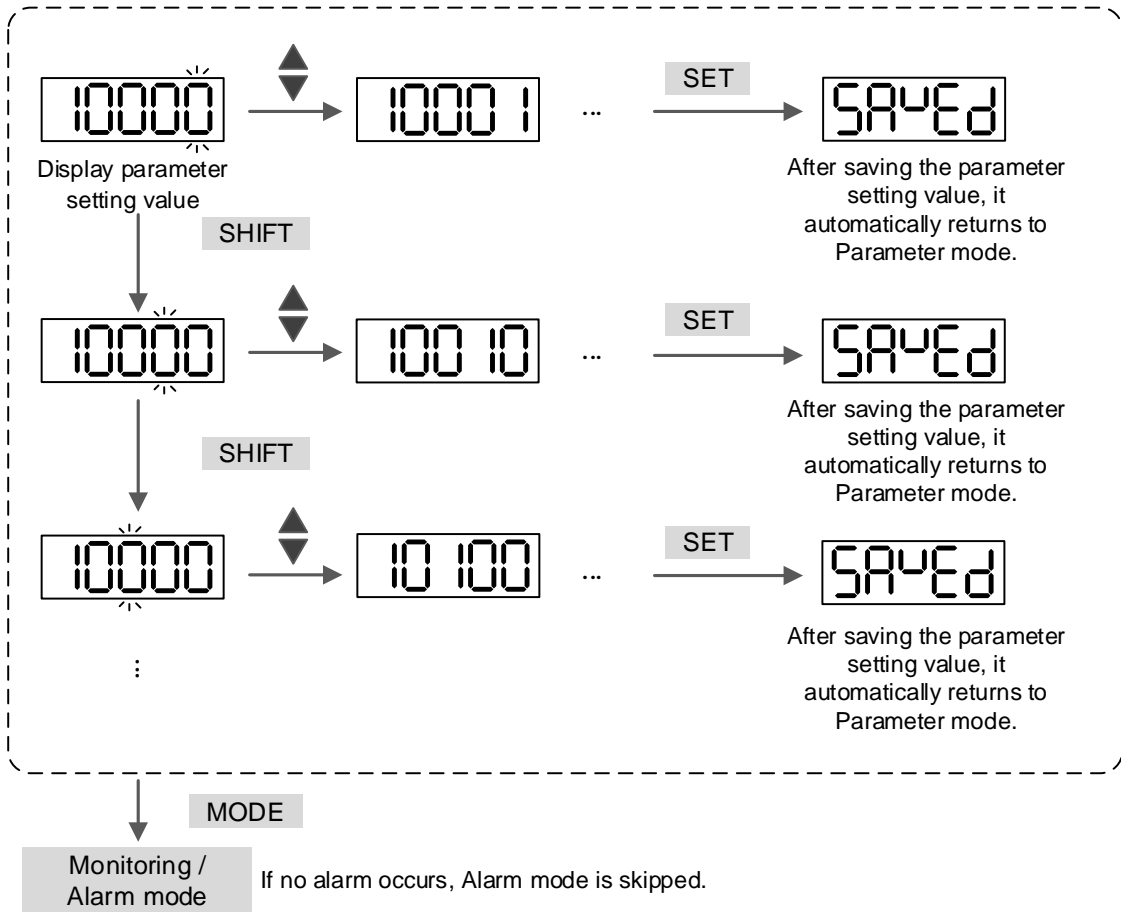 10000
10001
...
SET
SAvEd
Display parameter
setting value
After saving the parameter
setting value, it
automatically returns to
Parameter mode.
SHIFT
10000
10010
...
SET
SAvEd
After saving the parameter
setting value, it
automatically returns to
Parameter mode.
SHIFT
10000
10100
...
SET
SAvEd
After saving the parameter
setting value, it
automatically returns to
Parameter mode.
⋮
MODE
Monitoring /
Alarm mode
If no alarm occurs, Alarm mode is skipped.